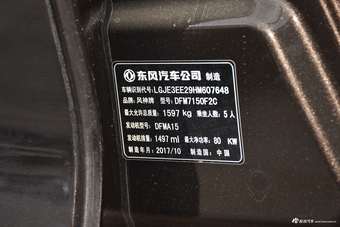 东风汽车公司 制造
车辆识别代号: LGJE3EE29HM607648
品牌: 风神牌 型号: DFM7150F2C
最大允许总质量: 1597 kg 乘坐人数: 5 人
发动机型号: DFMA15
发动机排量: 1497 ml 最大净功率: 80 KW
制造年月: 2017/10 制造国: 中国